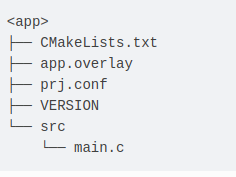 <app>
├── CMakeLists.txt
├── app.overlay
├── prj.conf
├── VERSION
└── src
    └── main.c